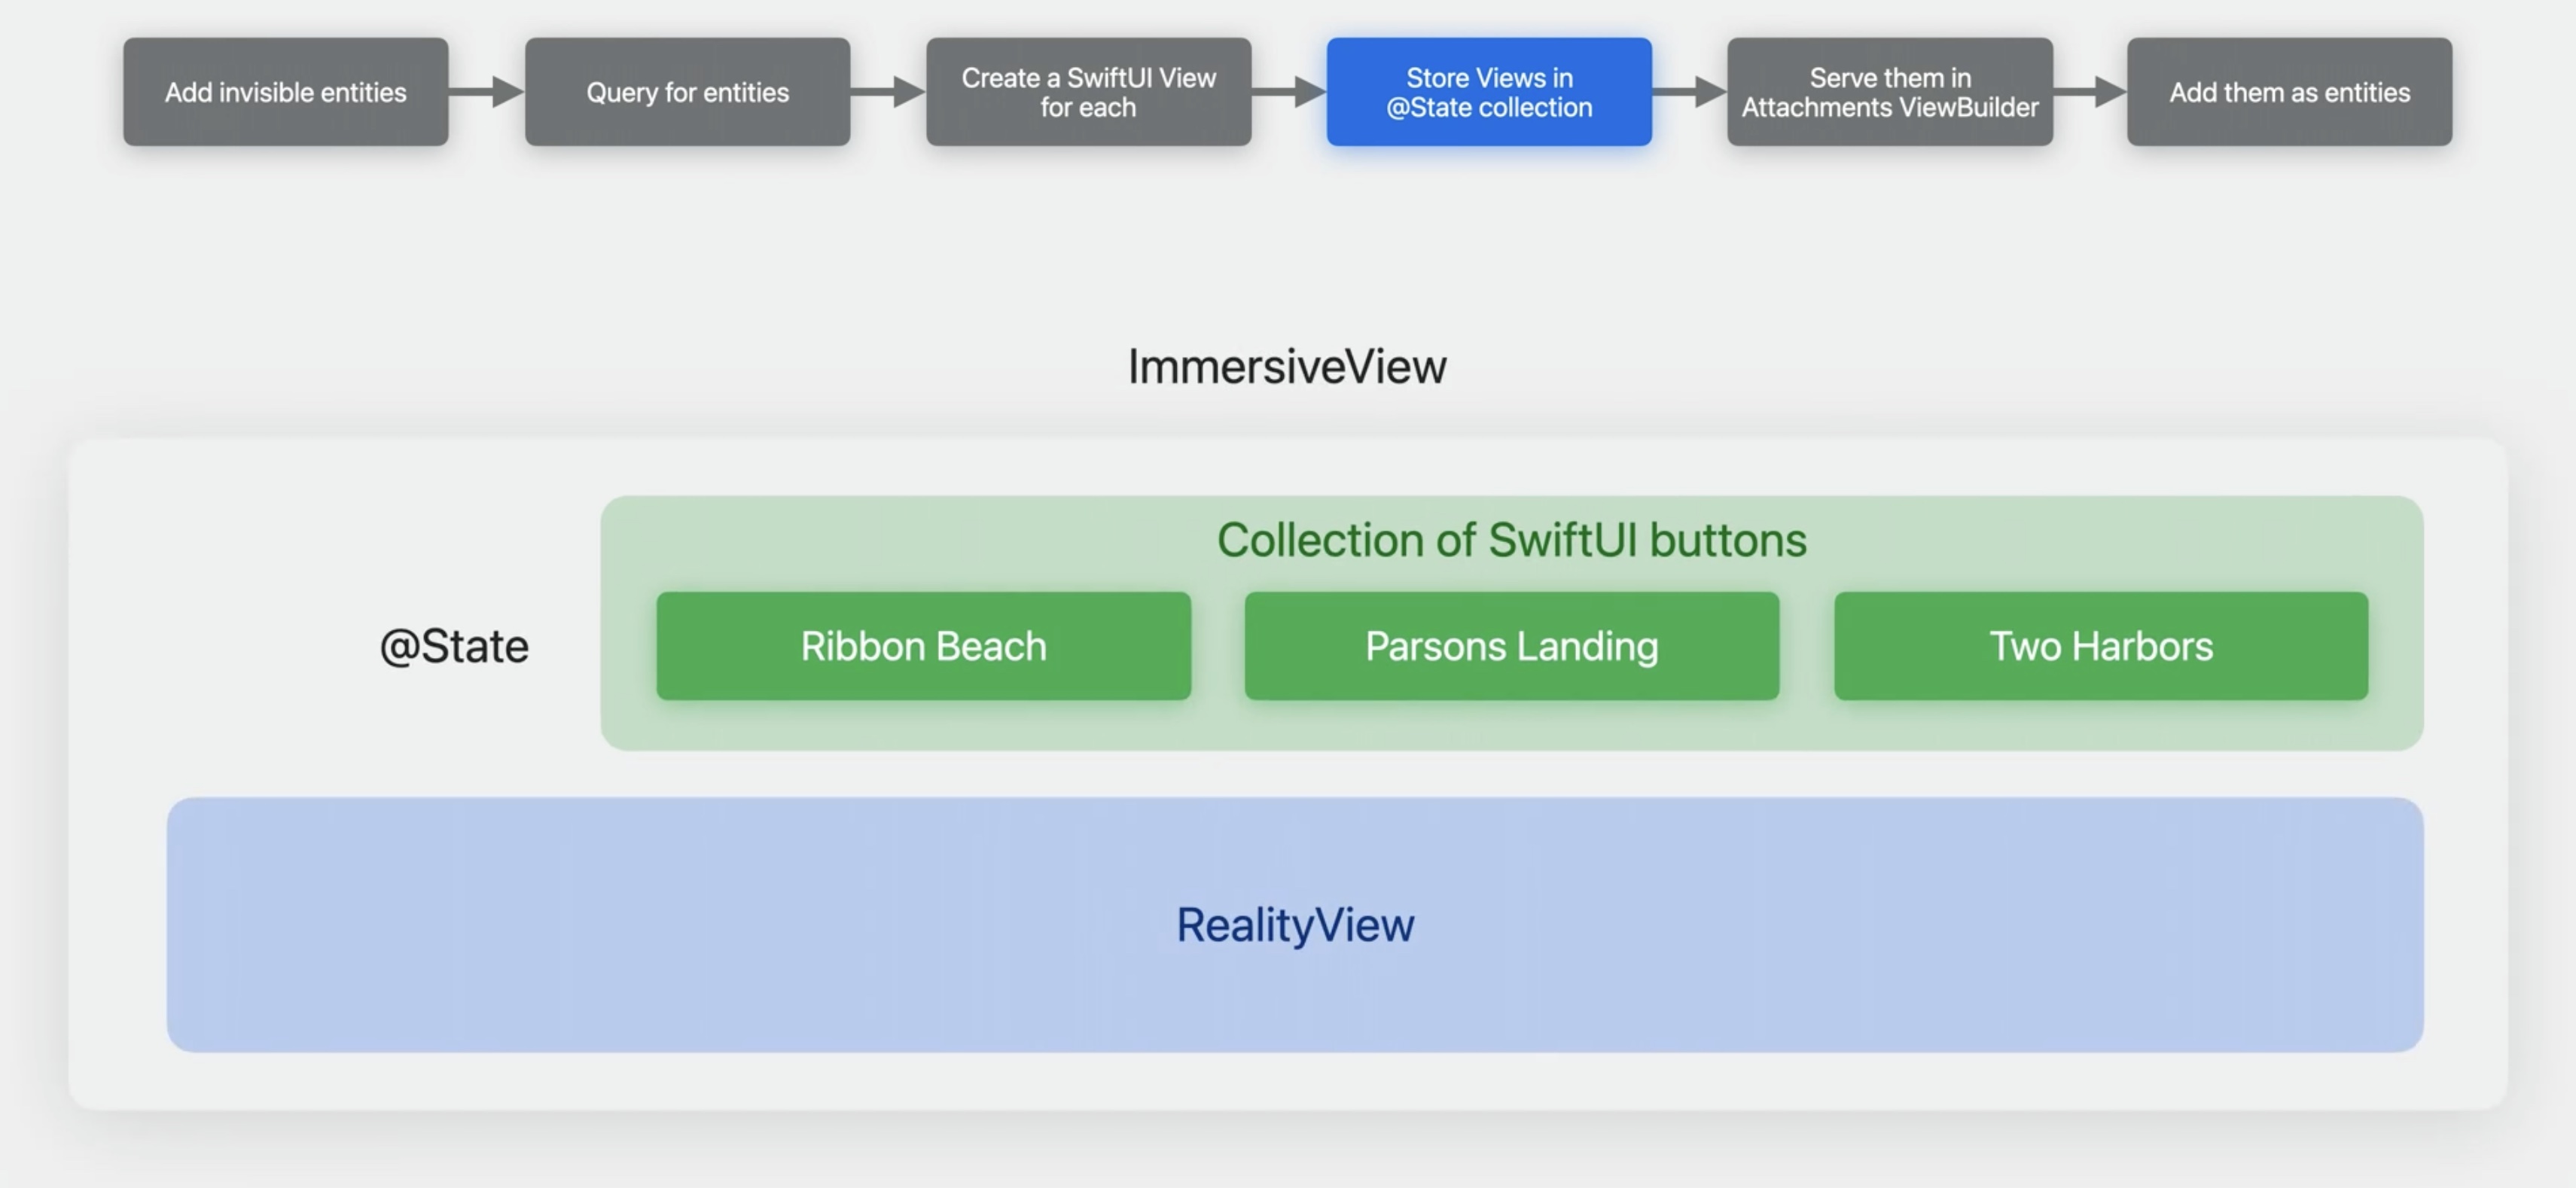 Add invisible entities
Query for entities
Create a SwiftUI View
for each
Store Views in
@State collection
Serve them in
Attachments ViewBuilder
Add them as entities
ImmersiveView
Collection of SwiftUI buttons
@State
Ribbon Beach
Parsons Landing
Two Harbors
RealityView